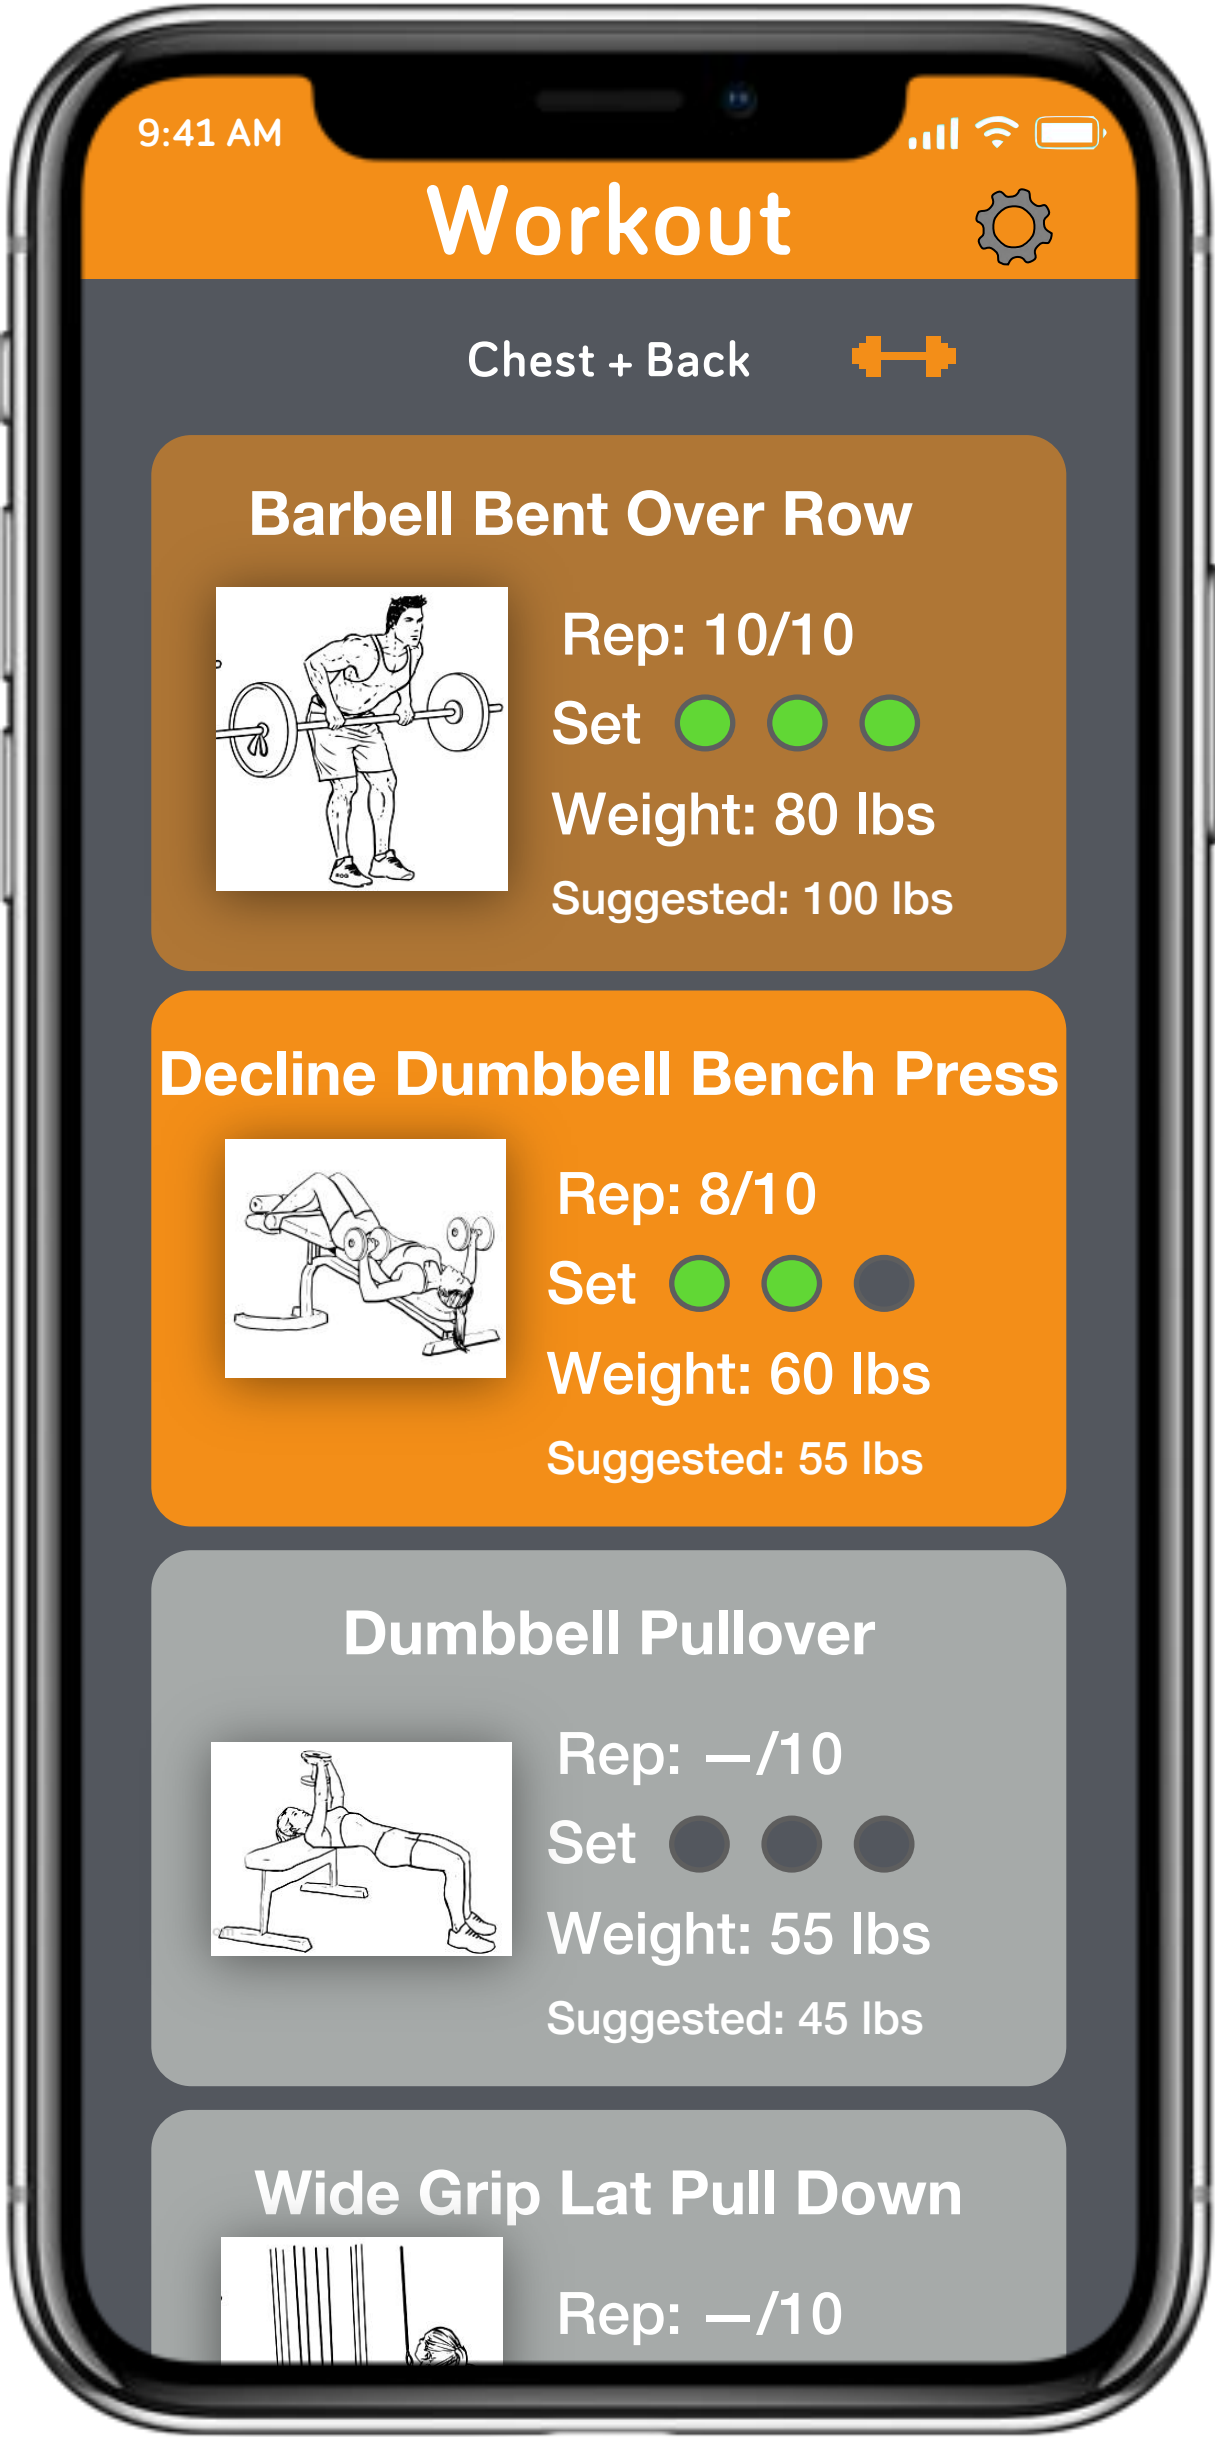 9:41 AM
Workout
Chest + Back
Barbell Bent Over Row
Rep: 10/10
Set
Weight: 80 lbs
Suggested: 100 lbs
Decline Dumbbell Bench Press
Rep: 8/10
Set
Weight: 60 lbs
Suggested: 55 lbs
Dumbbell Pullover
Rep: —/10
Set
Weight: 55 lbs
Suggested: 45 lbs
Wide Grip Lat Pull Down
Rep: —/10